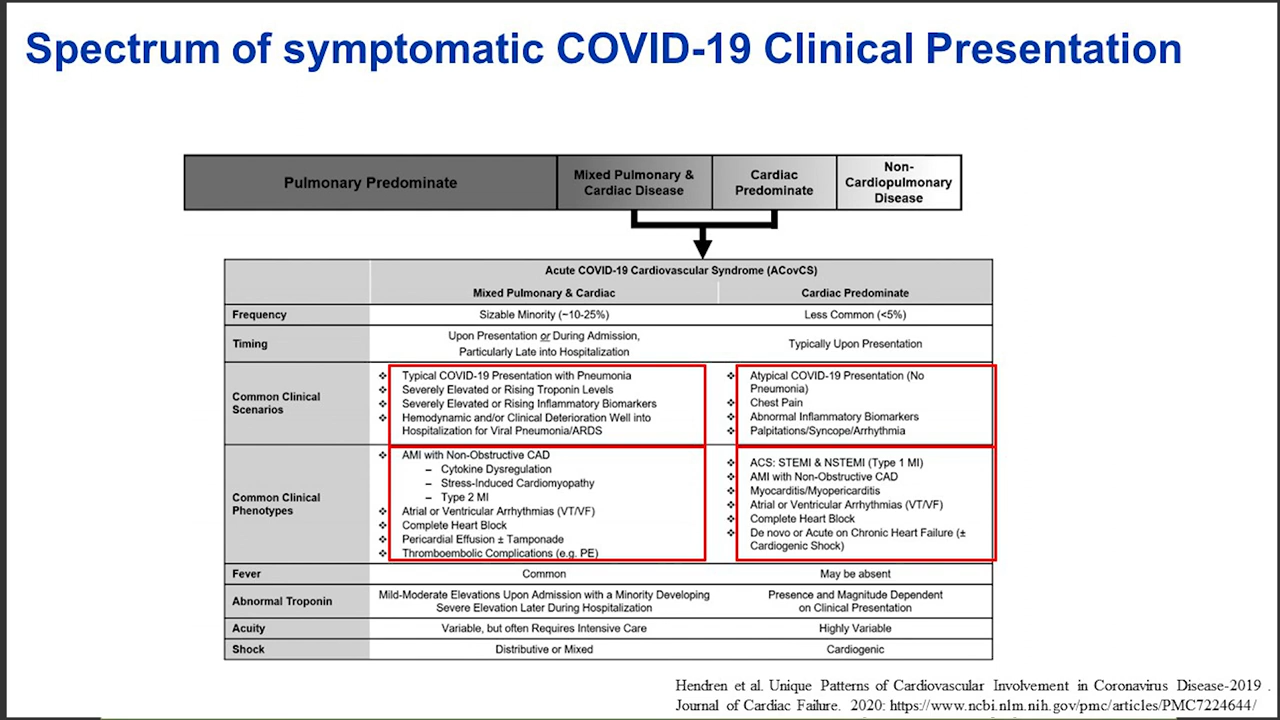 Spectrum of symptomatic COVID-19 Clinical Presentation
Pulmonary Predominate
Mixed Pulmonary &
Cardiac Disease
Cardiac
Predominate
Non-
Cardiopulmonary
Disease
Acute COVID-19 Cardiovascular Syndrome (ACovCS)
Mixed Pulmonary & Cardiac
Cardiac Predominate
Frequency
Sizable Minority (~10-25%)
Less Common (<5%)
Timing
Upon Presentation or During Admission,
Particularly Late into Hospitalization
Typically Upon Presentation
Common Clinical
Scenarios
❖ Typical COVID-19 Presentation with Pneumonia
❖ Severely Elevated or Rising Troponin Levels
❖ Severely Elevated or Rising Inflammatory Biomarkers
❖ Hemodynamic and/or Clinical Deterioration Well into
Hospitalization for Viral Pneumonia/ARDS
❖ Atypical COVID-19 Presentation (No
Pneumonia)
❖ Chest Pain
❖ Abnormal Inflammatory Biomarkers
❖ Palpitations/Syncope/Arrhythmia
Common Clinical
Phenotypes
❖ AMI with Non-Obstructive CAD
– Cytokine Dysregulation
– Stress-Induced Cardiomyopathy
– Type 2 MI
❖ Atrial or Ventricular Arrhythmias (VT/VF)
❖ Complete Heart Block
❖ Pericardial Effusion ± Tamponade
❖ Thromboembolic Complications (e.g. PE)
❖ ACS: STEMI & NSTEMI (Type 1 MI)
❖ AMI with Non-Obstructive CAD
❖ Myocarditis/Myopericarditis
❖ Atrial or Ventricular Arrhythmias (VT/VF)
❖ Complete Heart Block
❖ De novo or Acute on Chronic Heart Failure (±
Cardiogenic Shock)
Fever
Common
May be absent
Abnormal Troponin
Mild-Moderate Elevations Upon Admission with a Minority Developing
Severe Elevation Later During Hospitalization
Presence and Magnitude Dependent
on Clinical Presentation
Acuity
Variable, but often Requires Intensive Care
Highly Variable
Shock
Distributive or Mixed
Cardiogenic
Hendren et al. Unique Patterns of Cardiovascular Involvement in Coronavirus Disease-2019 .
Journal of Cardiac Failure. 2020: https://www.ncbi.nlm.nih.gov/pmc/articles/PMC7224644/